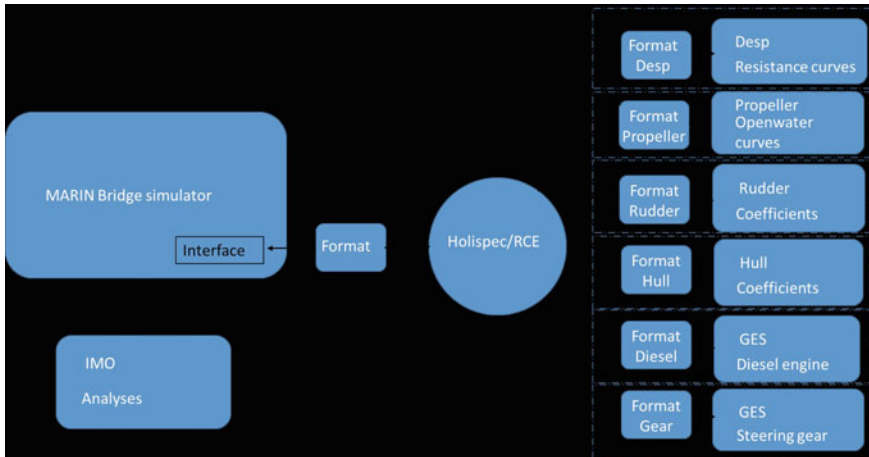 MARIN Bridge simulator
Interface
IMO
Analyses
Format
Holispec/RCE
Format
Desp
Desp
Resistance curves
Format
Propeller
Propeller
Openwater
curves
Format
Rudder
Rudder
Coefficients
Format
Hull
Hull
Coefficients
Format
Diesel
GES
Diesel engine
Format
Gear
GES
Steering gear